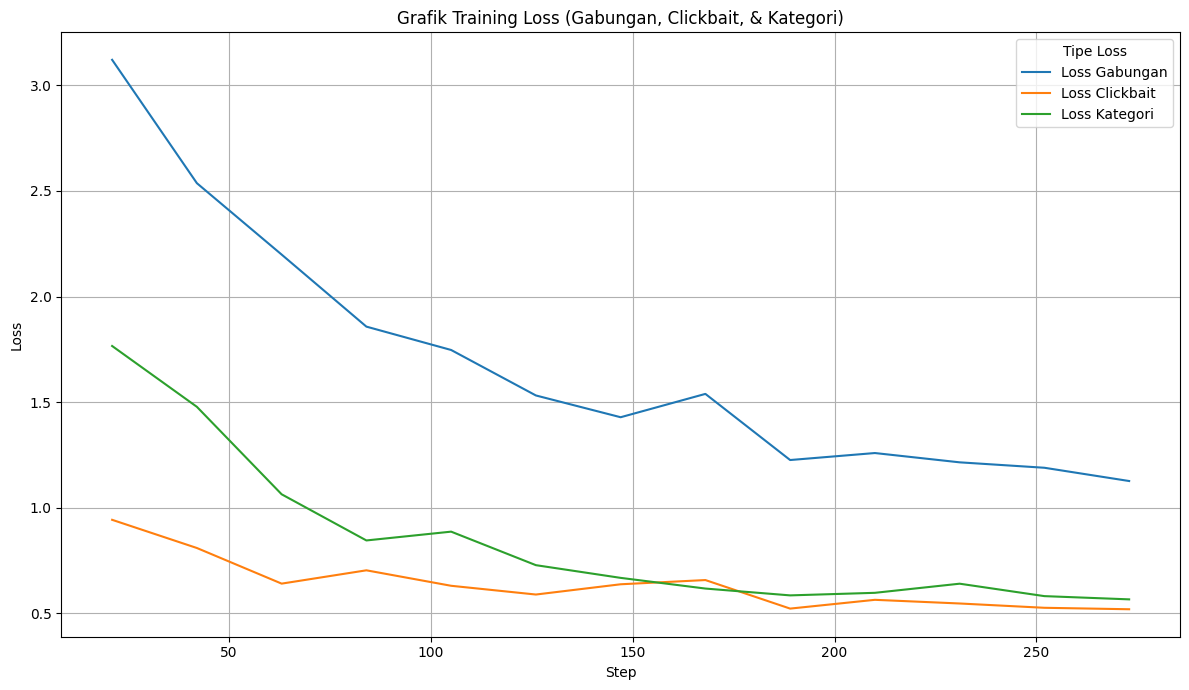 Grafik Training Loss (Gabungan, Clickbait, & Kategori)
Tipe Loss
Loss Gabungan
Loss Clickbait
Loss Kategori
3.0
2.5
2.0
1.5
1.0
0.5
Loss
50
100
150
200
250
Step